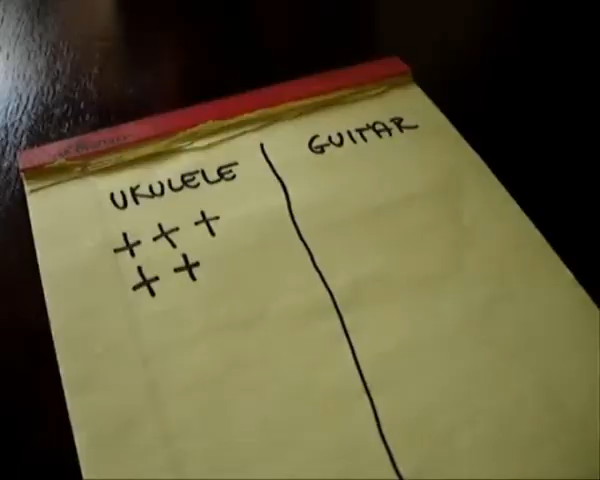 UKULELE GUITAR
+ + +
+ +